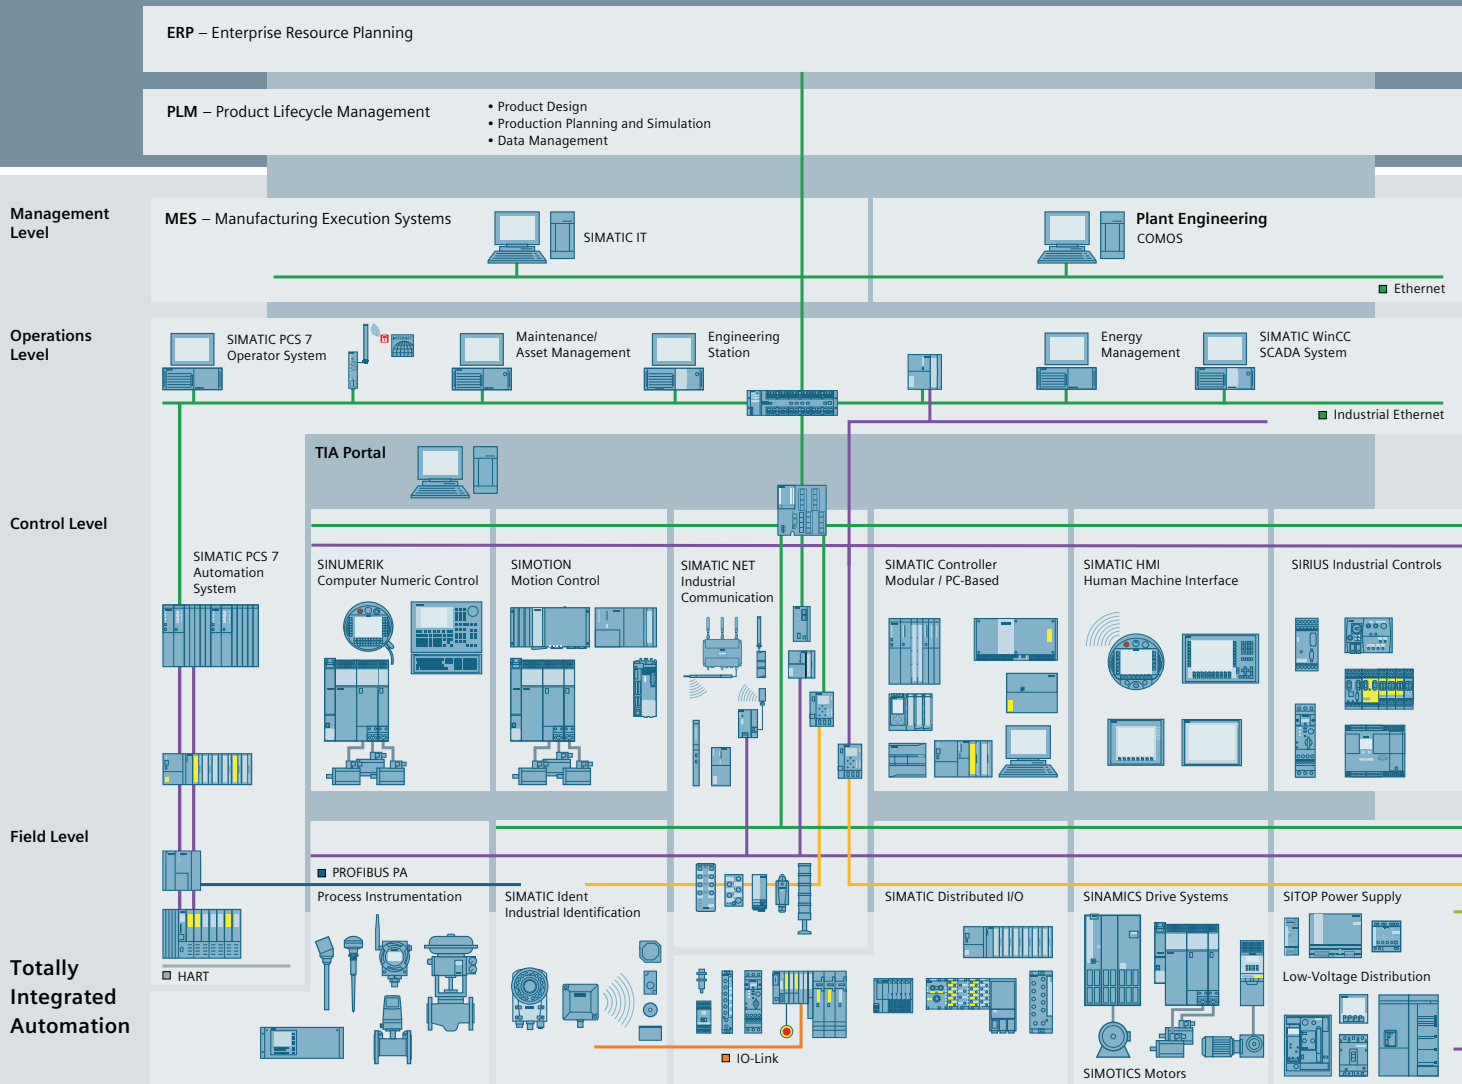 ERP – Enterprise Resource Planning
PLM – Product Lifecycle Management
• Product Design
• Production Planning and Simulation
• Data Management
Management
Level
MES – Manufacturing Execution Systems
SIMATIC IT
Plant Engineering
COMOS
Ethernet
Operations
Level
SIMATIC PCS 7
Operator System
INTERNET
Maintenance/
Asset Management
Engineering
Station
Energy
Management
SIMATIC WinCC
SCADA System
Industrial Ethernet
TIA Portal
Control Level
SIMATIC PCS 7
Automation
System
SINUMERIK
Computer Numeric Control
SIMOTION
Motion Control
SIMATIC NET
Industrial
Communication
SIMATIC Controller
Modular / PC-Based
SIMATIC HMI
Human Machine Interface
SIRIUS Industrial Controls
Field Level
PROFIBUS PA
Process Instrumentation
SIMATIC Ident
Industrial Identification
SIMATIC Distributed I/O
SINAMICS Drive Systems
SITOP Power Supply
HART
Low-Voltage Distribution
Totally
Integrated
Automation
IO-Link
SIMOTICS Motors